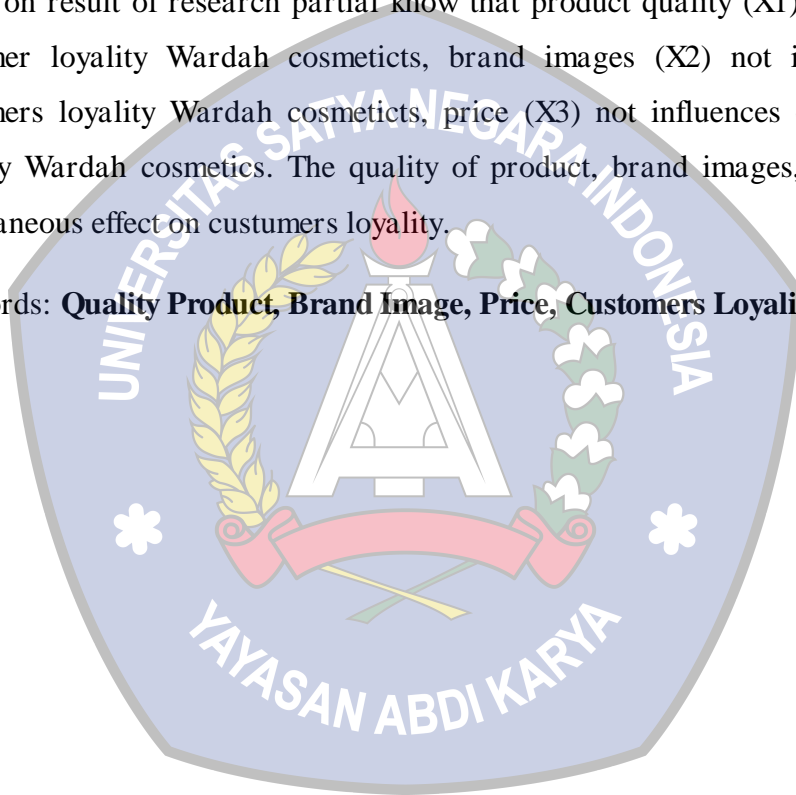 on result of research partial know that product quality (X1)
mer loyality Wardah cosmeticts, brand images (X2) not i
ners loyality Wardah cosmeticts, price (X3) not influences
y Wardah cosmetics. The quality of product, brand images,
aneous effect on custumers loyality.
rds: Quality Product, Brand Image, Price, Customers Loyali
UNIVERSITAS SATYA NEGARA INDONESIA
YAYASAN ABDI KARYA